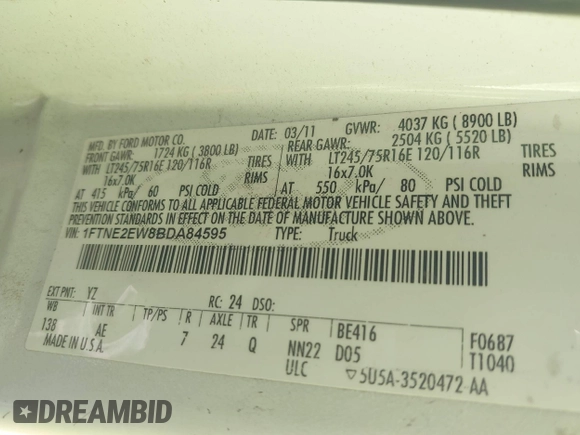 MFD. BY FORD MOTOR CO.
DATE: 03/11 GVWR: 4037 KG ( 8900 LB)
FRONT GAWR: 1724 KG ( 3800 LB) REAR GAWR: 2504 KG ( 5520 LB)
WITH LT245/75R16E 120/116R TIRES WITH LT245/75R16E 120/116R TIRES
16x7.0K RIMS 16x7.0K RIMS
AT 415 kPa/ 60 PSI COLD AT 550 kPa/ 80 PSI COLD
THIS VEHICLE CONFORMS TO ALL APPLICABLE FEDERAL MOTOR VEHICLE SAFETY AND THEFT
PREVENTION STANDARDS IN EFFECT ON THE DATE OF MANUFACTURE SHOWN ABOVE.
VIN: 1FTNE2EW8BDA84595 TYPE: Truck
EXT PNT: YZ RC: 24 DSO:
WB INT TR TP/PS R AXLE TR SPR BE416 F0687
138 AE 7 24 Q NN22 D05 T1040
MADE IN U.S.A. ULC ▽5U5A-3520472-AA
DREAMBID